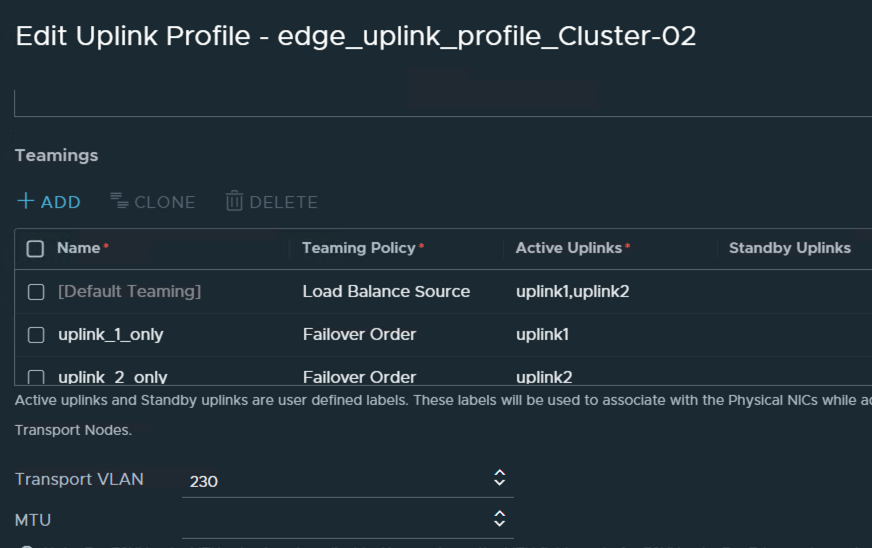 Edit Uplink Profile - edge_uplink_profile_Cluster-02
Teamings
+ ADD CLONE DELETE
Name* Teaming Policy* Active Uplinks* Standby Uplinks
[Default Teaming] Load Balance Source uplink1,uplink2
uplink_1_only Failover Order uplink1
uplink_2_only Failover Order uplink2
Active uplinks and Standby uplinks are user defined labels. These labels will be used to associate with the Physical NICs while
Transport Nodes.
Transport VLAN 230
MTU